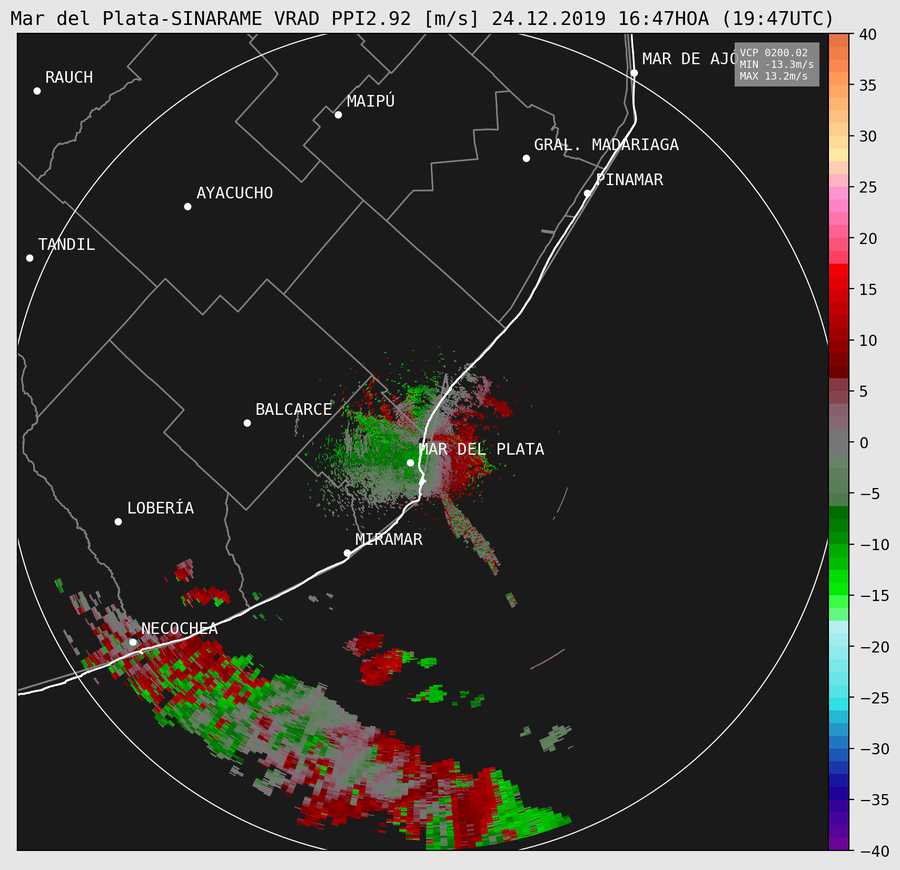 Mar del Plata-SINARAME VRAD PPI2.92 [m/s] 24.12.2019 16:47HOA (19:47UTC)
VCP 0200.02
MIN -13.3m/s
MAX 13.2m/s
MAR DE AJÓ
RAUCH
MAIPÚ
GRAL. MADARIAGA
PINAMAR
AYACUCHO
TANDIL
BALCARCE
MAR DEL PLATA
LOBERÍA
MIRAMAR
NECOCHEA
40
35
30
25
20
15
10
5
0
−5
−10
−15
−20
−25
−30
−35
−40